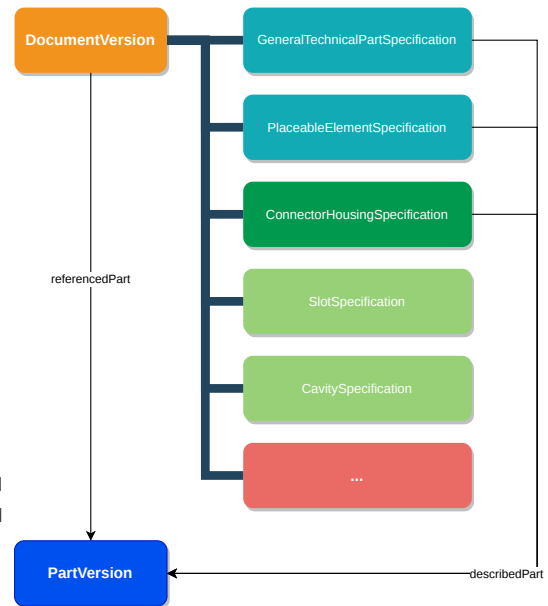 DocumentVersion
GeneralTechnicalPartSpecification
PlaceableElementSpecification
ConnectorHousingSpecification
referencedPart
SlotSpecification
CavitySpecification
...
PartVersion
describedPart